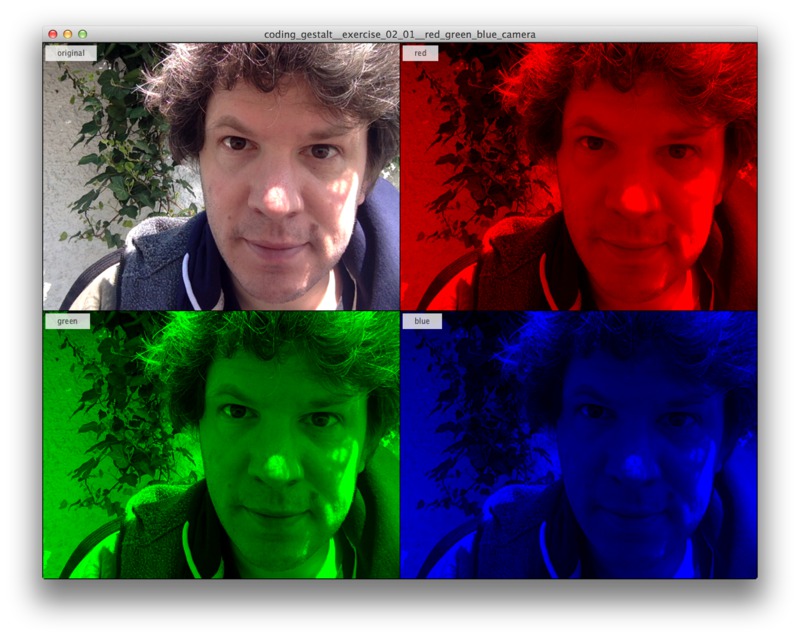 coding_gestalt__exercise_02_01__red_green_blue_camera
original
red
green
blue